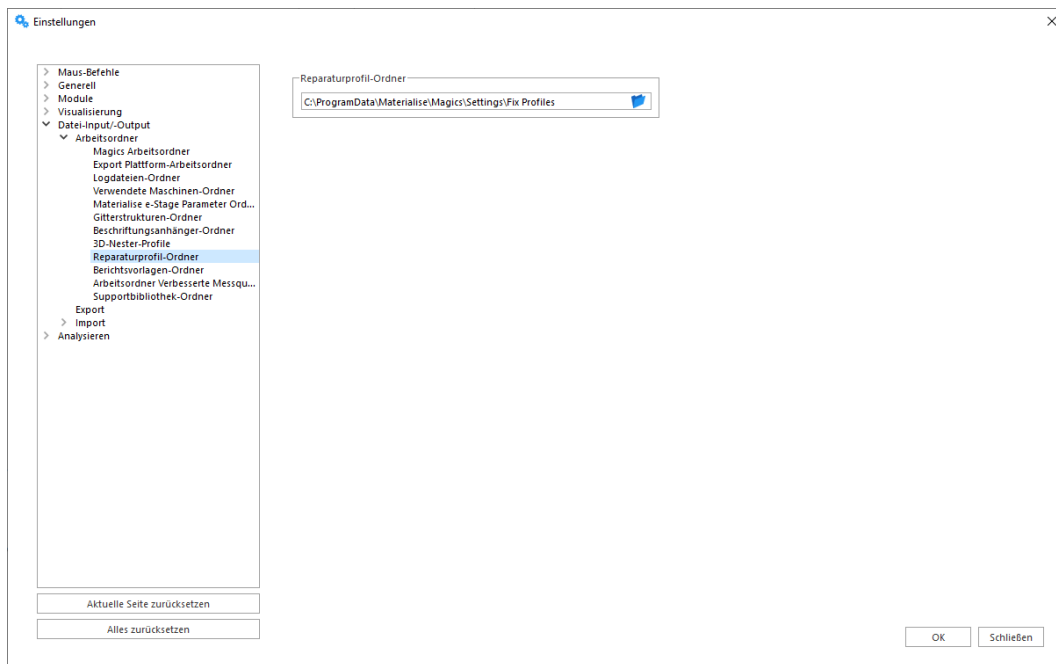 Einstellungen
Maus-Befehle
Generell
Module
Visualisierung
Datei-Input/-Output
Arbeitsordner
Magics Arbeitsordner
Export Plattform-Arbeitsordner
Logdateien-Ordner
Verwendete Maschinen-Ordner
Materialise e-Stage Parameter Ord...
Gitterstrukturen-Ordner
Beschriftungsanhänger-Ordner
3D-Nester-Profile
Reparaturprofil-Ordner
Berichtsvorlagen-Ordner
Arbeitsordner Verbesserte Messqu...
Supportbibliothek-Ordner
Export
Import
Analysieren
Aktuelle Seite zurücksetzen
Alles zurücksetzen
Reparaturprofil-Ordner
C:\ProgramData\Materialise\Magics\Settings\Fix Profiles
OK
Schließen